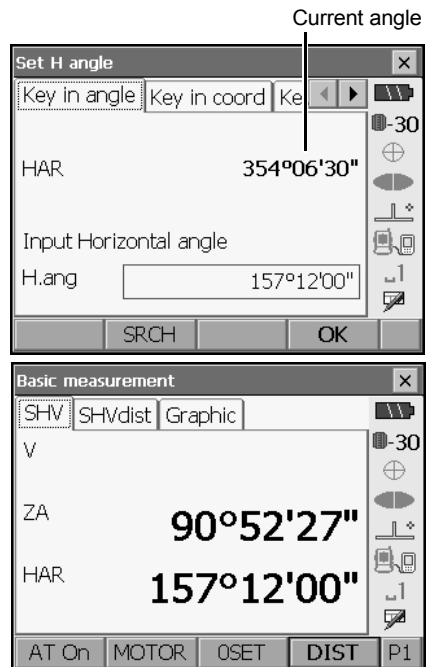 Current angle
Set H angle
Key in angle Key in coord Ke
-30
HAR 354°06'30"
Input Horizontal angle
H.ang 157°12'00"
1
SRCH OK
Basic measurement
SHV SHVdist Graphic
V
-30
ZA 90°52'27"
HAR 157°12'00"
1
AT On MOTOR 0SET DIST P1